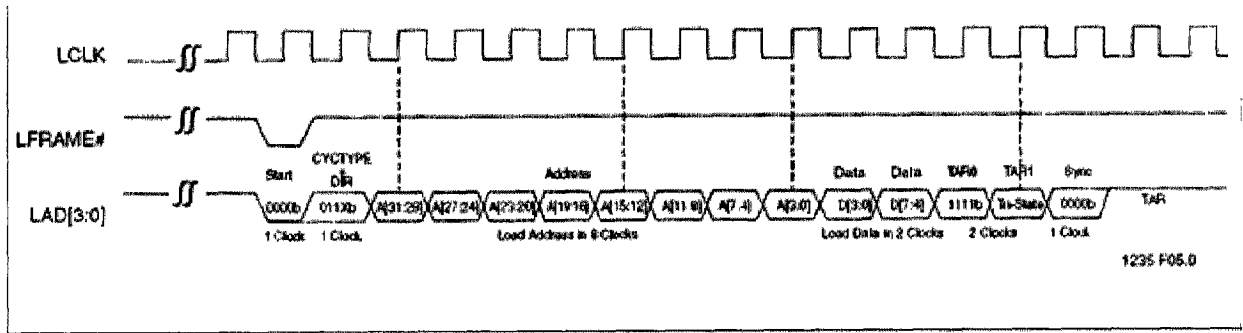 LCLK
LFRAME#
CYCTYPE
+
Start DIR Address Data Data TAR0 TAR1 Sync
LAD[3:0] 0000b 011Xb A[31:28] A[27:24] A[23:20] A[19:16] A[15:12] A[11:8] A[7:4] A[3:0] D[3:0] D[7:4] 1111b Tri-State 0000b TAR
1 Clock 1 Clock Load Address in 8 Clocks Load Data in 2 Clocks 2 Clocks 1 Clock
1235 F05.0